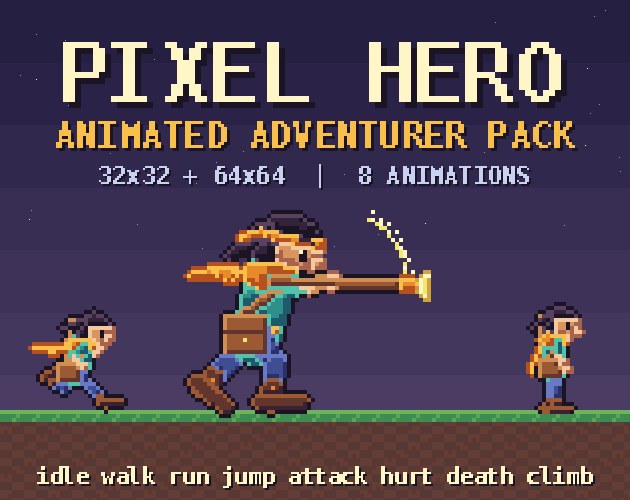 PIXEL HERO
ANIMATED ADVENTURER PACK
32x32 + 64x64 | 8 ANIMATIONS
idle walk run jump attack hurt death climb